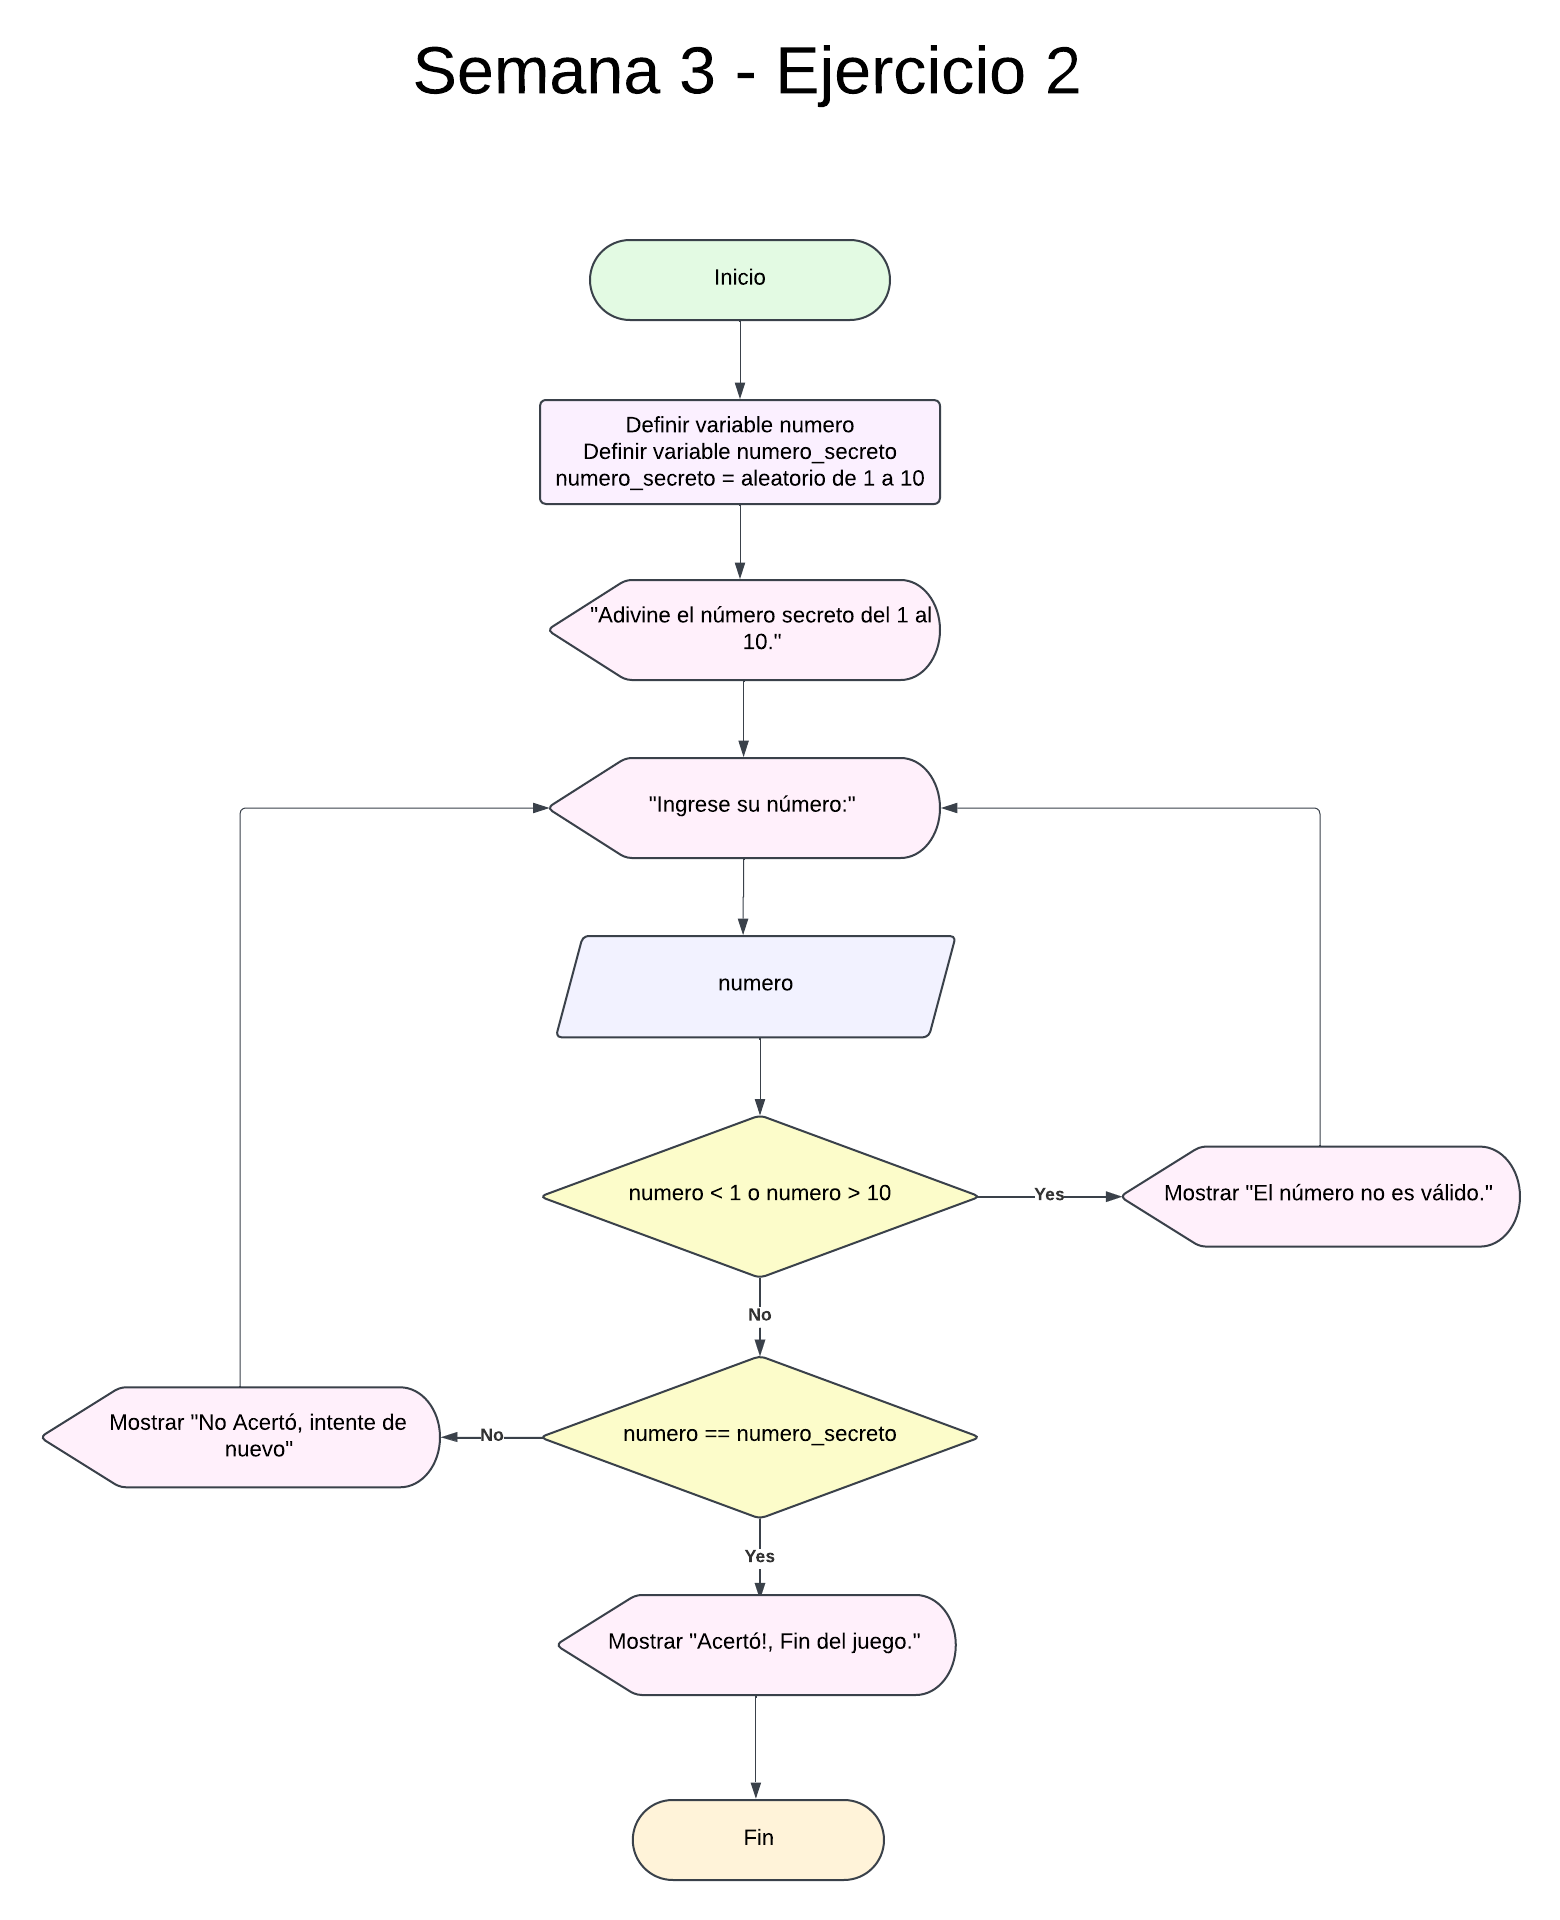 Semana 3 - Ejercicio 2
Inicio
Definir variable numero
Definir variable numero_secreto
numero_secreto = aleatorio de 1 a 10
"Adivine el número secreto del 1 al
10."
"Ingrese su número:"
numero
numero < 1 o numero > 10
Yes
Mostrar "El número no es válido."
No
Mostrar "No Acertó, intente de
nuevo"
No
numero == numero_secreto
Yes
Mostrar "Acertó!, Fin del juego."
Fin